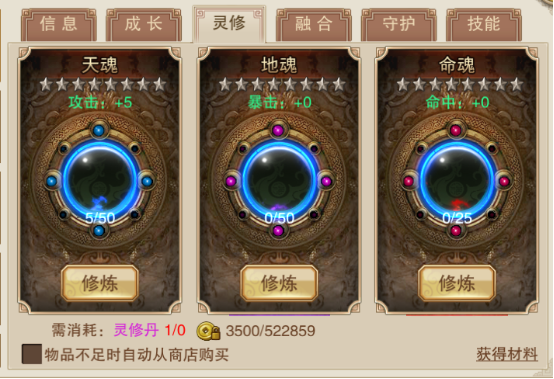 信息 成长 灵修 融合 守护 技能
天魂 地魂 命魂
攻击：+5 暴击：+0 命中：+0
5/50 0/50 0/25
修炼 修炼 修炼
需消耗：灵修丹 1/0 3500/522859
物品不足时自动从商店购买 获得材料